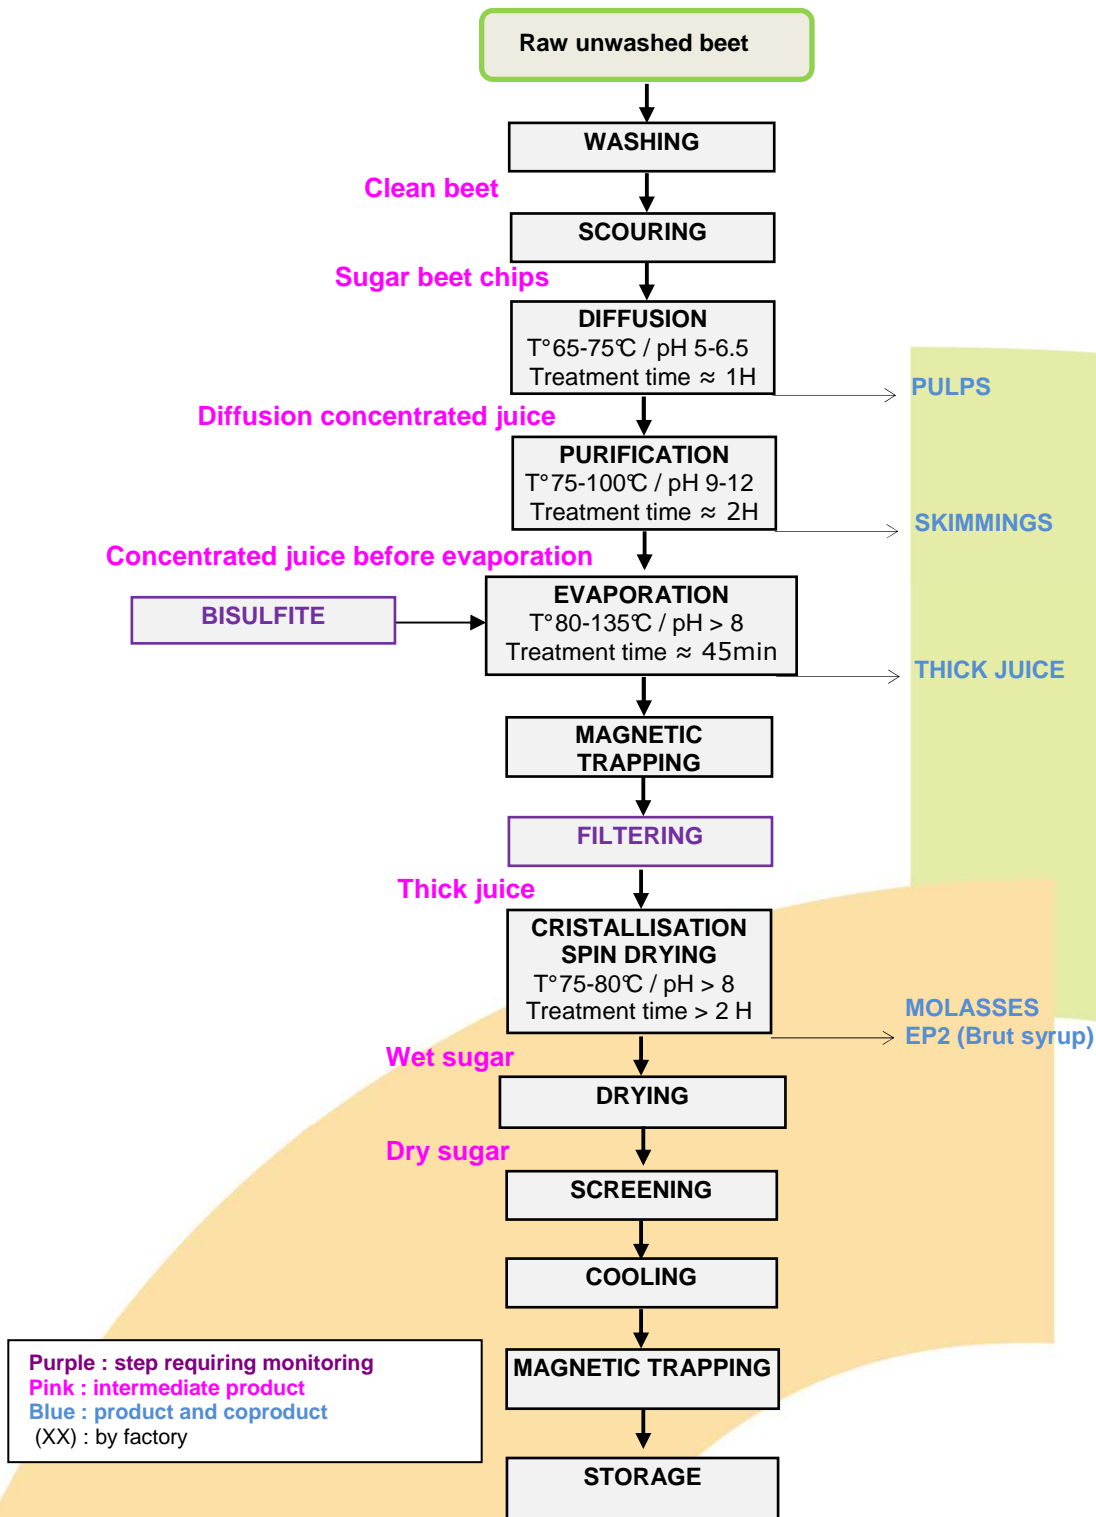 Raw unwashed beet
WASHING
Clean beet
SCOURING
Sugar beet chips
DIFFUSION
T°65-75°C / pH 5-6.5
Treatment time ≈ 1H
PULPS
Diffusion concentrated juice
PURIFICATION
T°75-100°C / pH 9-12
Treatment time ≈ 2H
SKIMMINGS
Concentrated juice before evaporation
BISULFITE
EVAPORATION
T°80-135°C / pH > 8
Treatment time ≈ 45min
THICK JUICE
MAGNETIC
TRAPPING
FILTERING
Thick juice
CRISTALLISATION
SPIN DRYING
T°75-80°C / pH > 8
Treatment time > 2 H
MOLASSES
EP2 (Brut syrup)
Wet sugar
DRYING
Dry sugar
SCREENING
COOLING
MAGNETIC TRAPPING
STORAGE
Purple : step requiring monitoring
Pink : intermediate product
Blue : product and coproduct
(XX) : by factory